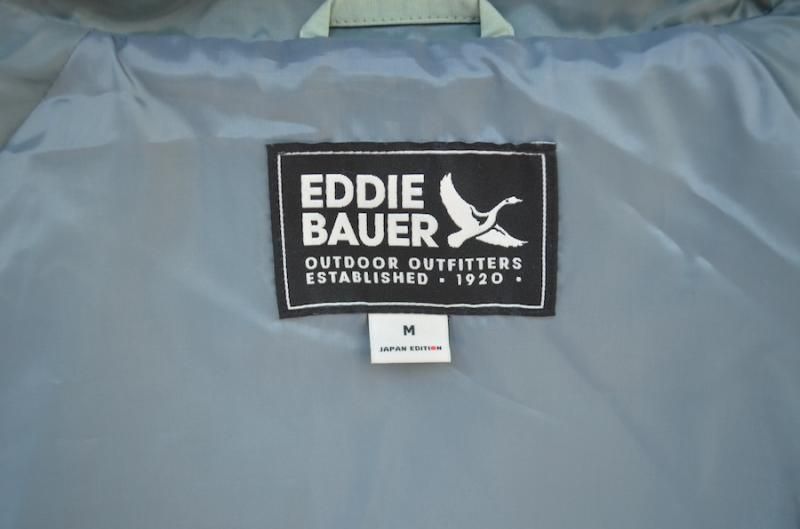 EDDIE
BAUER
OUTDOOR OUTFITTERS
ESTABLISHED · 1920 ·
M
JAPAN EDITION